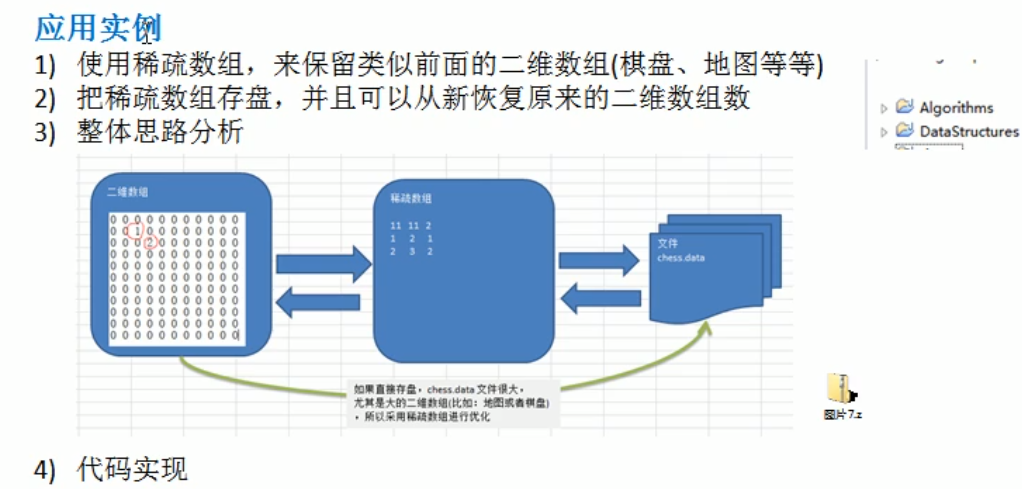 应用实例
1) 使用稀疏数组，来保留类似前面的二维数组(棋盘、地图等等)
2) 把稀疏数组存盘，并且可以从新恢复原来的二维数组数
3) 整体思路分析
Algorithms
DataStructures
二维数组
0 0 0 0 0 0 0 0 0 0 0
0 0 1 0 0 0 0 0 0 0 0
0 0 0 2 0 0 0 0 0 0 0
0 0 0 0 0 0 0 0 0 0 0
0 0 0 0 0 0 0 0 0 0 0
0 0 0 0 0 0 0 0 0 0 0
0 0 0 0 0 0 0 0 0 0 0
0 0 0 0 0 0 0 0 0 0 0
0 0 0 0 0 0 0 0 0 0 0
0 0 0 0 0 0 0 0 0 0 0
0 0 0 0 0 0 0 0 0 0 0
稀疏数组
11 11 2
1 2 1
2 3 2
文件
chess.data
如果直接存盘，chess.data 文件很大，
尤其是大的二维数组(比如：地图或者棋盘)
，所以采用稀疏数组进行优化
图片7.z
4) 代码实现